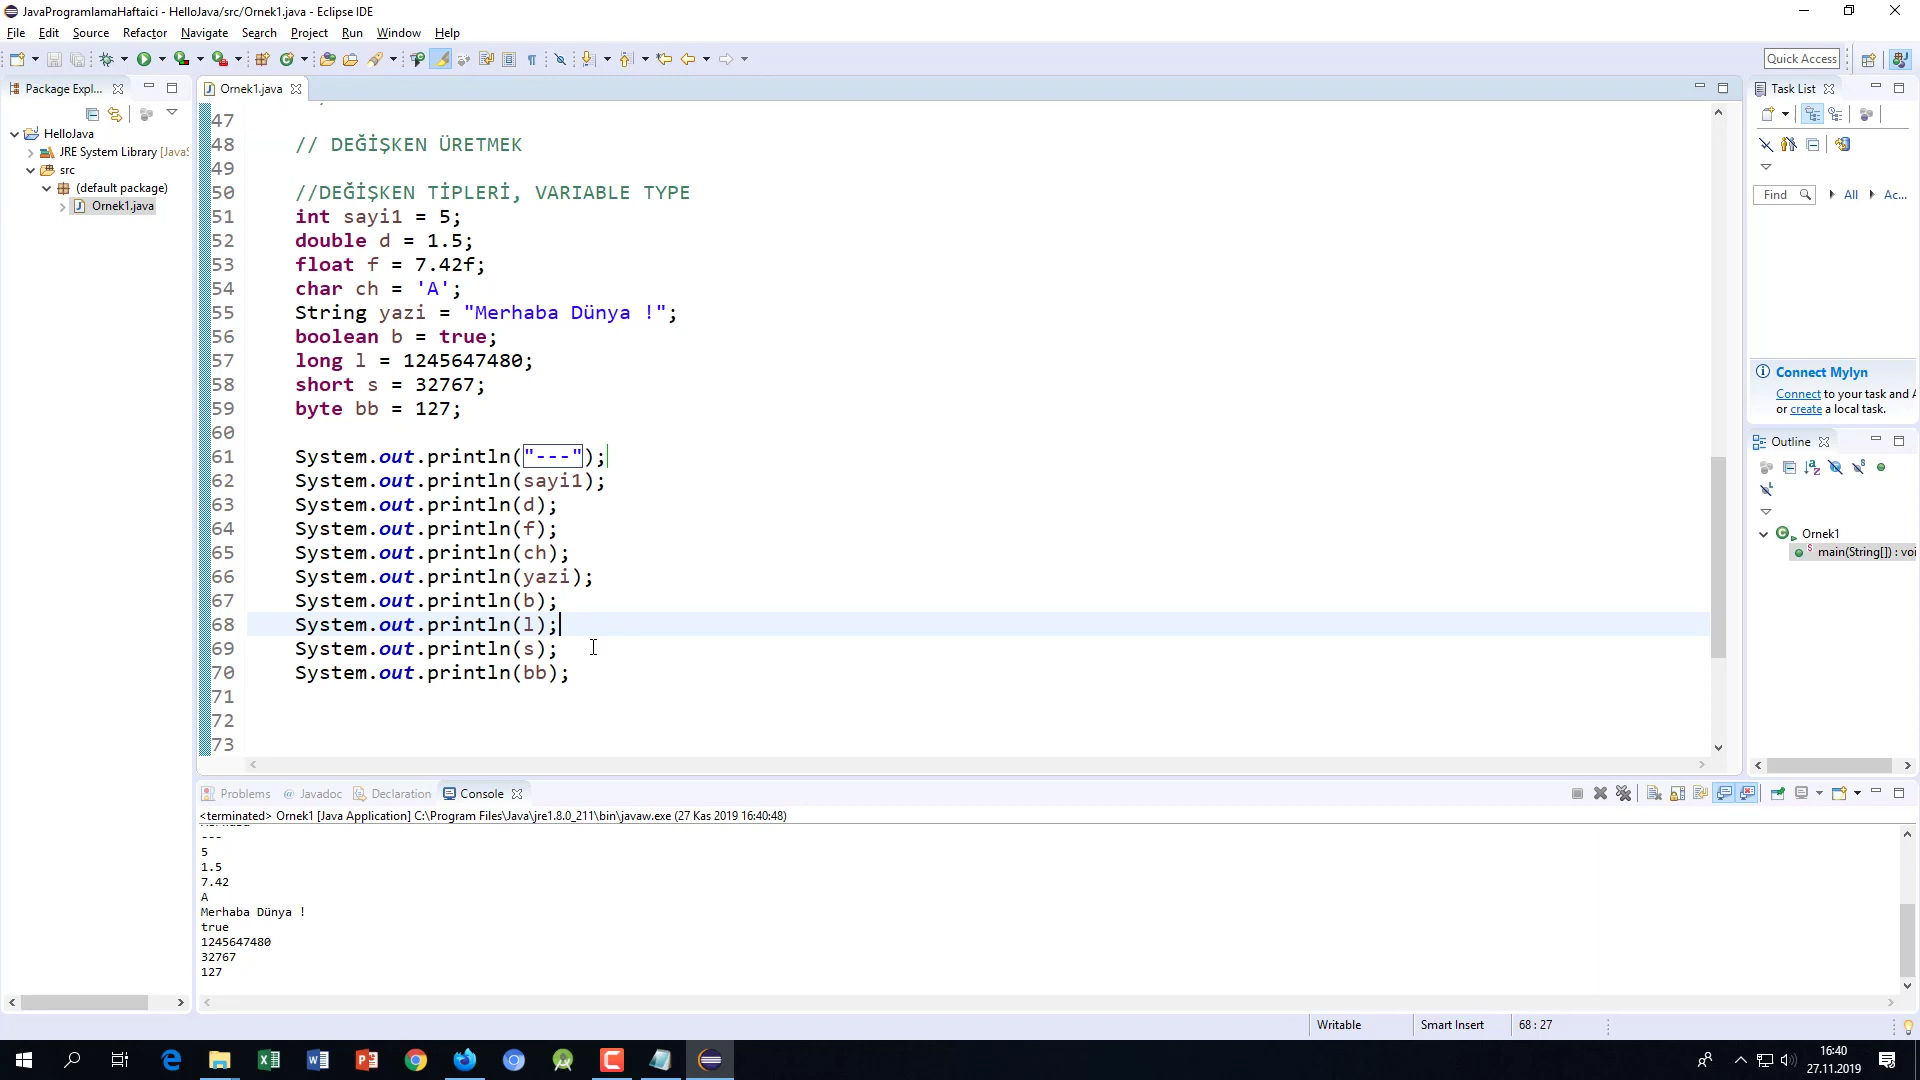 JavaProgramlamaHaftaici - HelloJava/src/Ornek1.java - Eclipse IDE
File Edit Source Refactor Navigate Search Project Run Window Help
Quick Access
Package Expl...
HelloJava
JRE System Library [JavaS
src
(default package)
Ornek1.java
Ornek1.java
47
48 // DEĞİŞKEN ÜRETMEK
49
50 //DEĞİŞKEN TİPLERİ, VARIABLE TYPE
51 int sayi1 = 5;
52 double d = 1.5;
53 float f = 7.42f;
54 char ch = 'A';
55 String yazi = "Merhaba Dünya !";
56 boolean b = true;
57 long l = 1245647480;
58 short s = 32767;
59 byte bb = 127;
60
61 System.out.println("---");
62 System.out.println(sayi1);
63 System.out.println(d);
64 System.out.println(f);
65 System.out.println(ch);
66 System.out.println(yazi);
67 System.out.println(b);
68 System.out.println(l);
69 System.out.println(s);
70 System.out.println(bb);
71
72
73
Task List
Find All Ac...
Connect Mylyn
Connect to your task and A
or create a local task.
Outline
Ornek1
main(String[]) : voi
Problems @ Javadoc Declaration Console
<terminated> Ornek1 [Java Application] C:\Program Files\Java\jre1.8.0_211\bin\javaw.exe (27 Kas 2019 16:40:48)
---
5
1.5
7.42
A
Merhaba Dünya !
true
1245647480
32767
127
Writable Smart Insert 68 : 27
16:40
27.11.2019